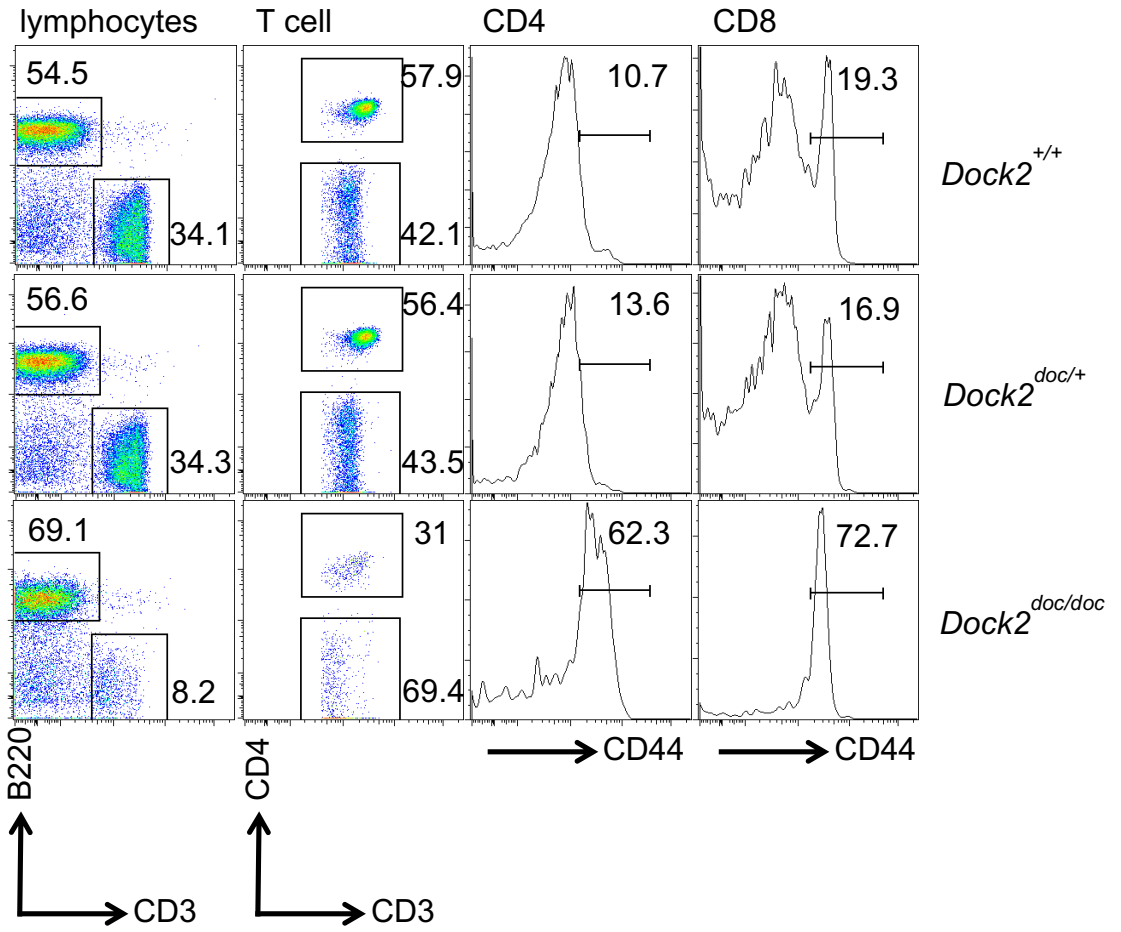 lymphocytes T cell CD4 CD8
54.5 57.9 10.7 19.3
Dock2+/+
34.1 42.1
56.6 56.4 13.6 16.9
Dock2doc/+
34.3 43.5
69.1 31 62.3 72.7
Dock2doc/doc
8.2 69.4
B220 CD4 CD44 CD44
CD3 CD3